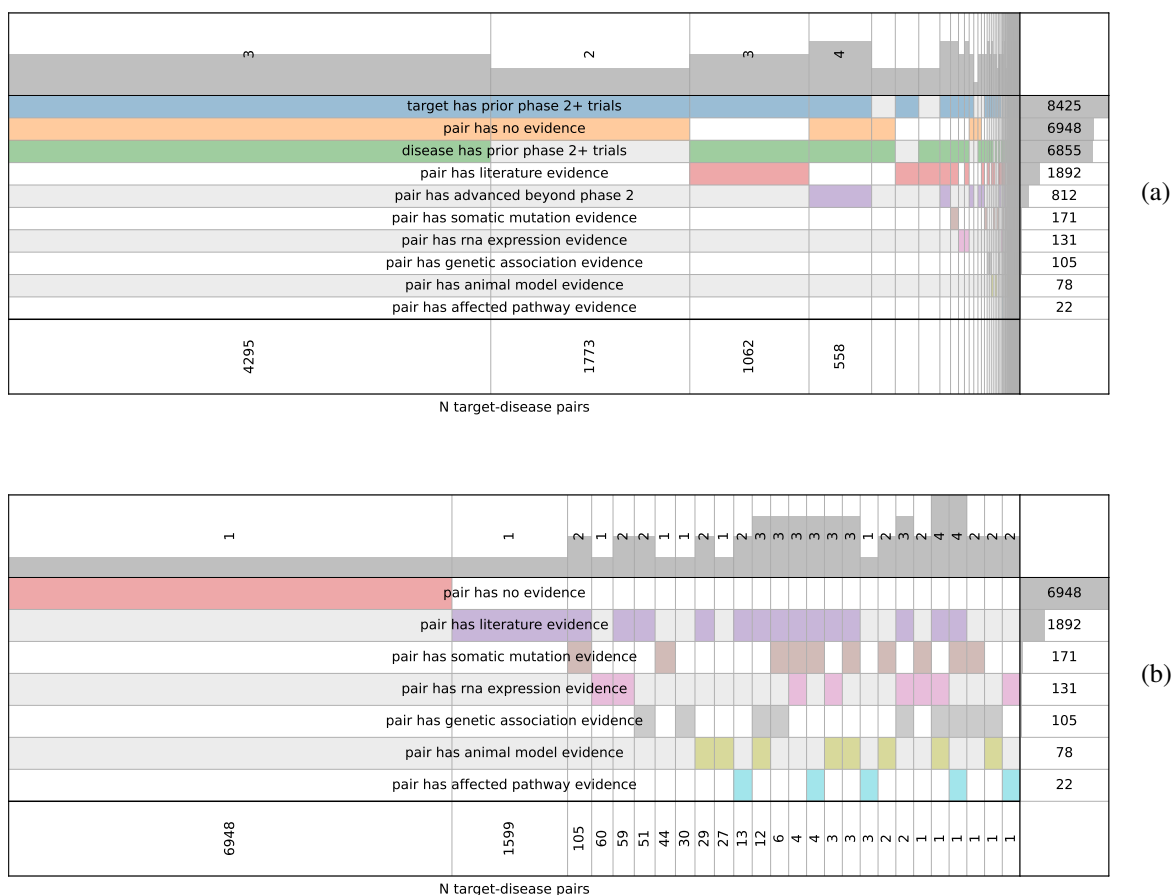 3 2 3 4
target has prior phase 2+ trials 8425
pair has no evidence 6948
disease has prior phase 2+ trials 6855
pair has literature evidence 1892
(a)
pair has advanced beyond phase 2 812
pair has somatic mutation evidence 171
pair has rna expression evidence 131
pair has genetic association evidence 105
pair has animal model evidence 78
pair has affected pathway evidence 22
4295 1773 1062 558
N target-disease pairs
1 1 2 1 2 2 1 1 2 1 2 3 3 3 3 3 3 1 2 3 2 4 4 2 2 2
pair has no evidence 6948
pair has literature evidence 1892
pair has somatic mutation evidence 171
(b)
pair has rna expression evidence 131
pair has genetic association evidence 105
pair has animal model evidence 78
pair has affected pathway evidence 22
6948 1599 105 60 59 51 44 30 29 27 13 12 6 4 4 3 3 3 2 2 1 1 1 1 1 1
N target-disease pairs